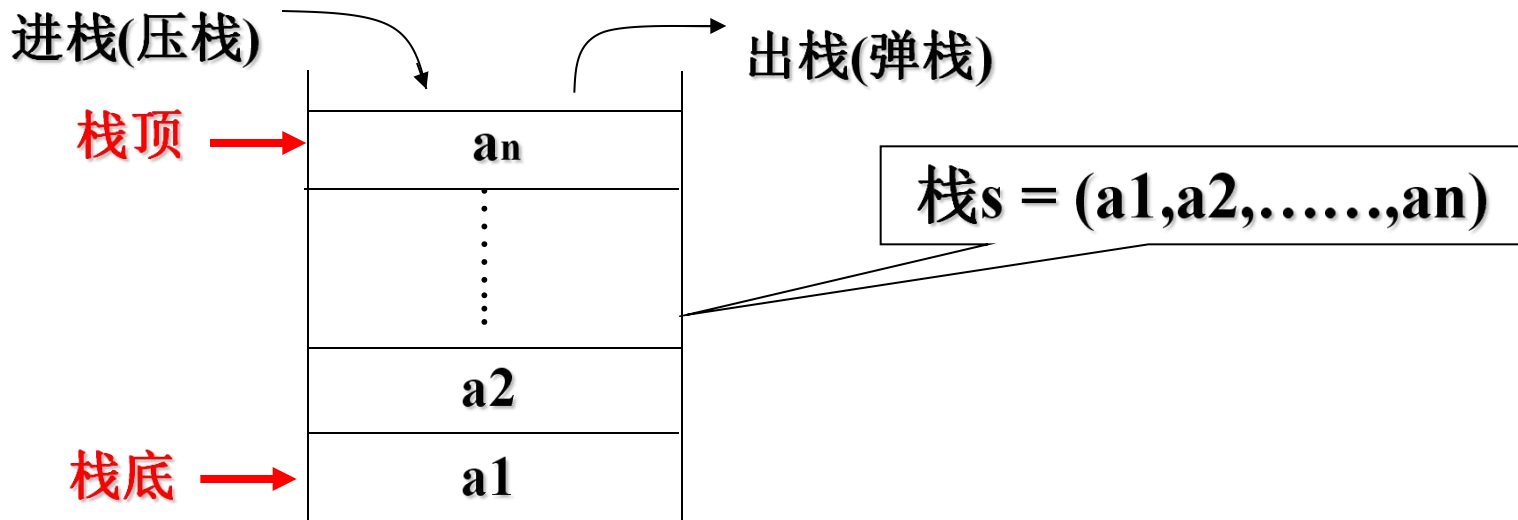 进栈(压栈)
出栈(弹栈)
栈顶
an
栈s = (a1,a2,……,an)
a2
栈底
a1